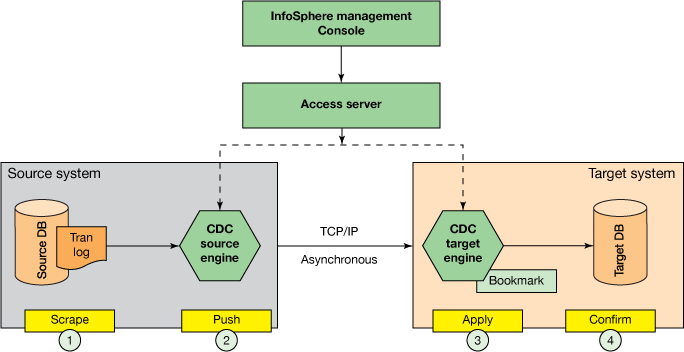 InfoSphere management
Console
Access server
Source system
Target system
Source DB
Tran
log
CDC
source
engine
TCP/IP
Asynchronous
CDC
target
engine
Bookmark
Target DB
Scrape
Push
Apply
Confirm
1
2
3
4